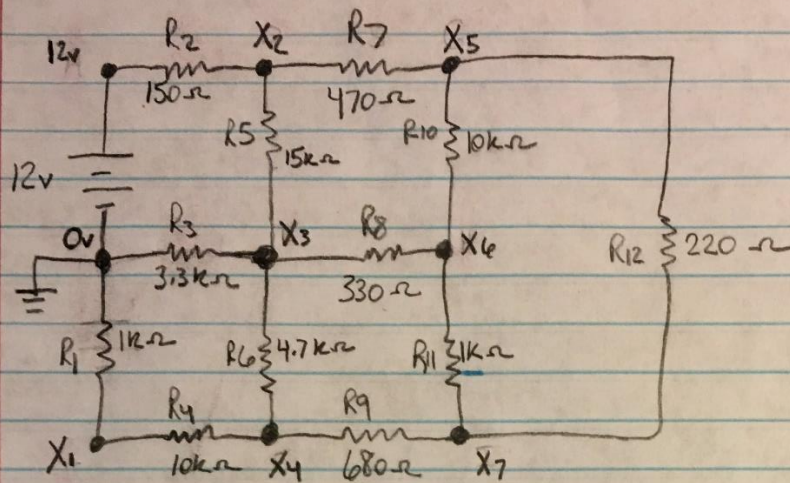 12v R2 X2 R7 X5
150Ω 470Ω
R5 15kΩ R10 10kΩ
12v
0v R3 X3 R8 X6 R12 220 Ω
3.3kΩ 330Ω
R1 1kΩ R6 4.7kΩ R11 1kΩ
R4 R9
X1 10kΩ X4 680Ω X7